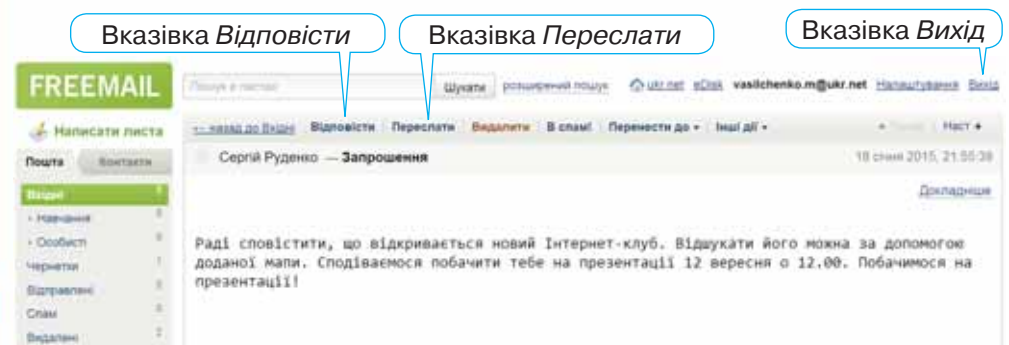 Вказівка Відповісти
Вказівка Переслати
Вказівка Вихід
FREEMAIL
Пошук в листах
Шукати
розширений пошук
ukr.net eDisk vasilchenko.m@ukr.net Налаштування Вихід
Написати листа
← назад до Вхідні Відповісти Переслати Видалити В спам! Перенести до Інші дії Наст
Пошта Контакти
Сергій Руденко — Запрошення
18 січня 2015, 21:55:39
Вхідні
Докладніше
Навчання
Особисті
Чернетки
Відправлені
Спам
Видалені
Раді сповістити, що відкривається новий Інтернет-клуб. Відшукати його можна за допомогою
доданої мапи. Сподіваємося побачити тебе на презентації 12 вересня о 12.00. Побачимося на
презентації!